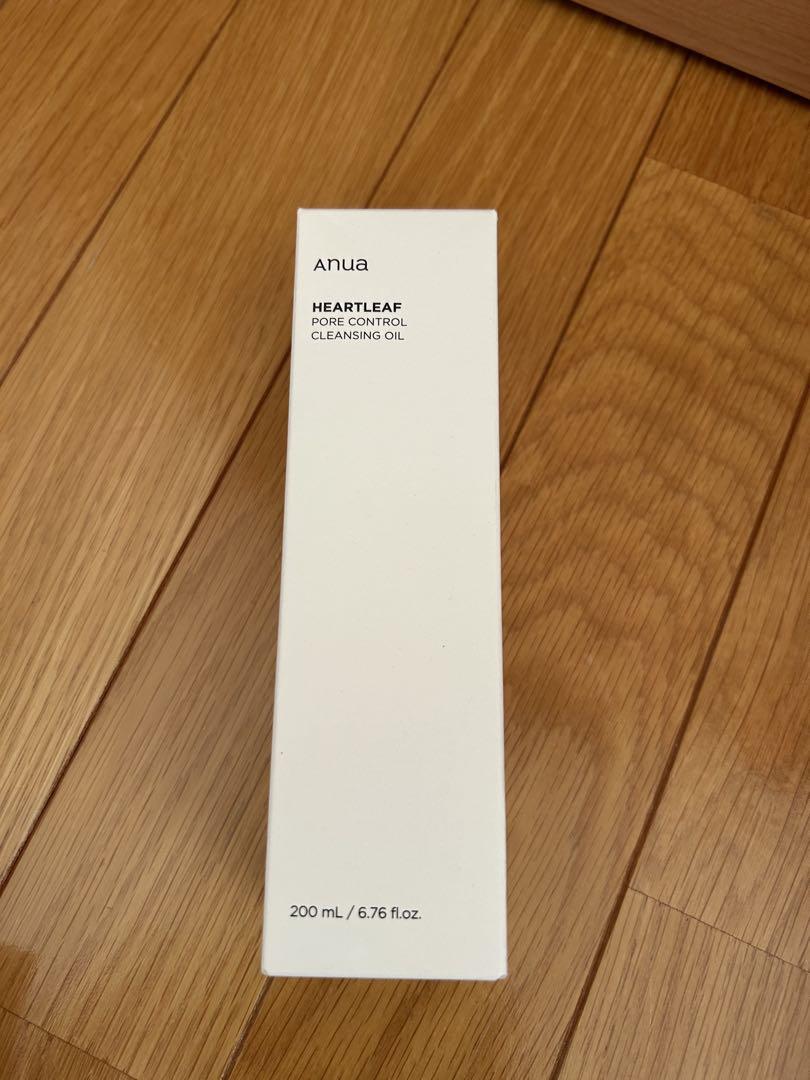 Anua
HEARTLEAF
PORE CONTROL
CLEANSING OIL
200 mL / 6.76 fl.oz.